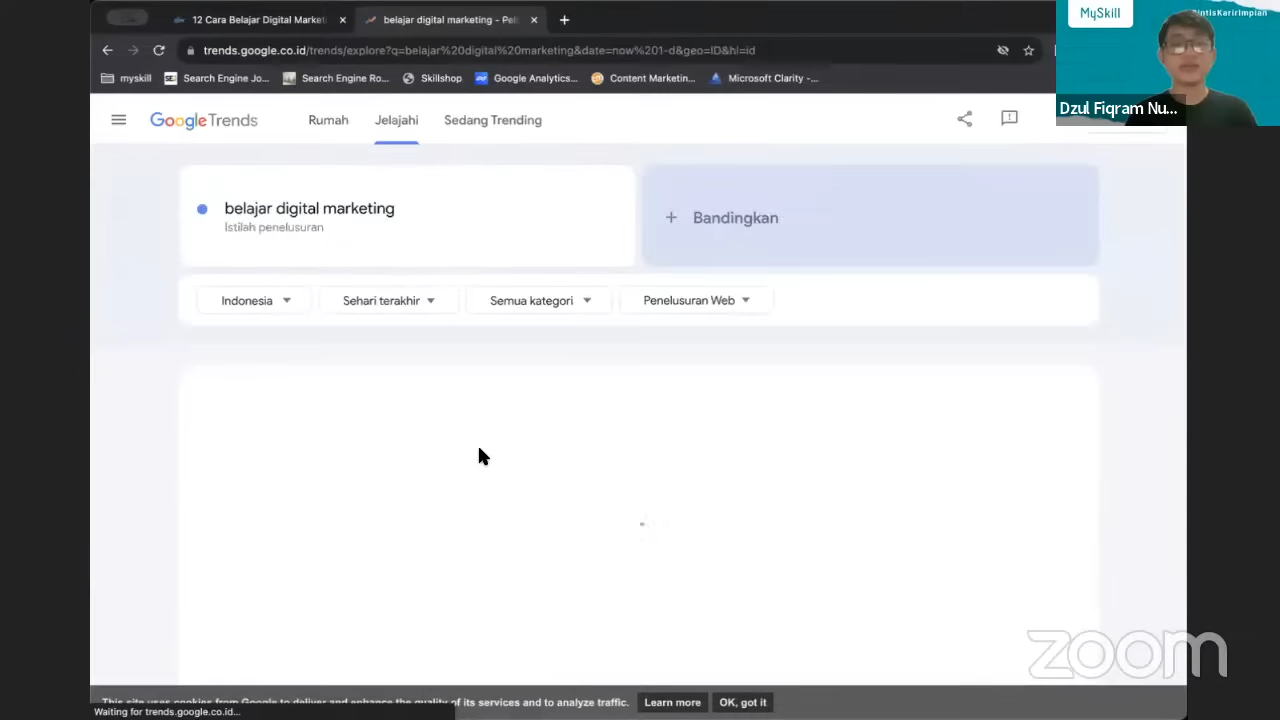 12 Cara Belajar Digital Market
belajar digital marketing - Pel
trends.google.co.id/trends/explore?q=belajar%20digital%20marketing&date=now%201-d&geo=ID&hl=id
myskill
Search Engine Jo...
Search Engine Ro...
Skillshop
Google Analytics...
Content Marketin...
Microsoft Clarity -...
MySkill
#RintisKarirImpian
Dzul Fiqram Nu...
Google Trends
Rumah
Jelajahi
Sedang Trending
belajar digital marketing
Istilah penelusuran
+ Bandingkan
Indonesia
Sehari terakhir
Semua kategori
Penelusuran Web
zoom
This site uses cookies from Google to deliver and enhance the quality of its services and to analyze traffic.
Learn more
OK, got it
Waiting for trends.google.co.id...